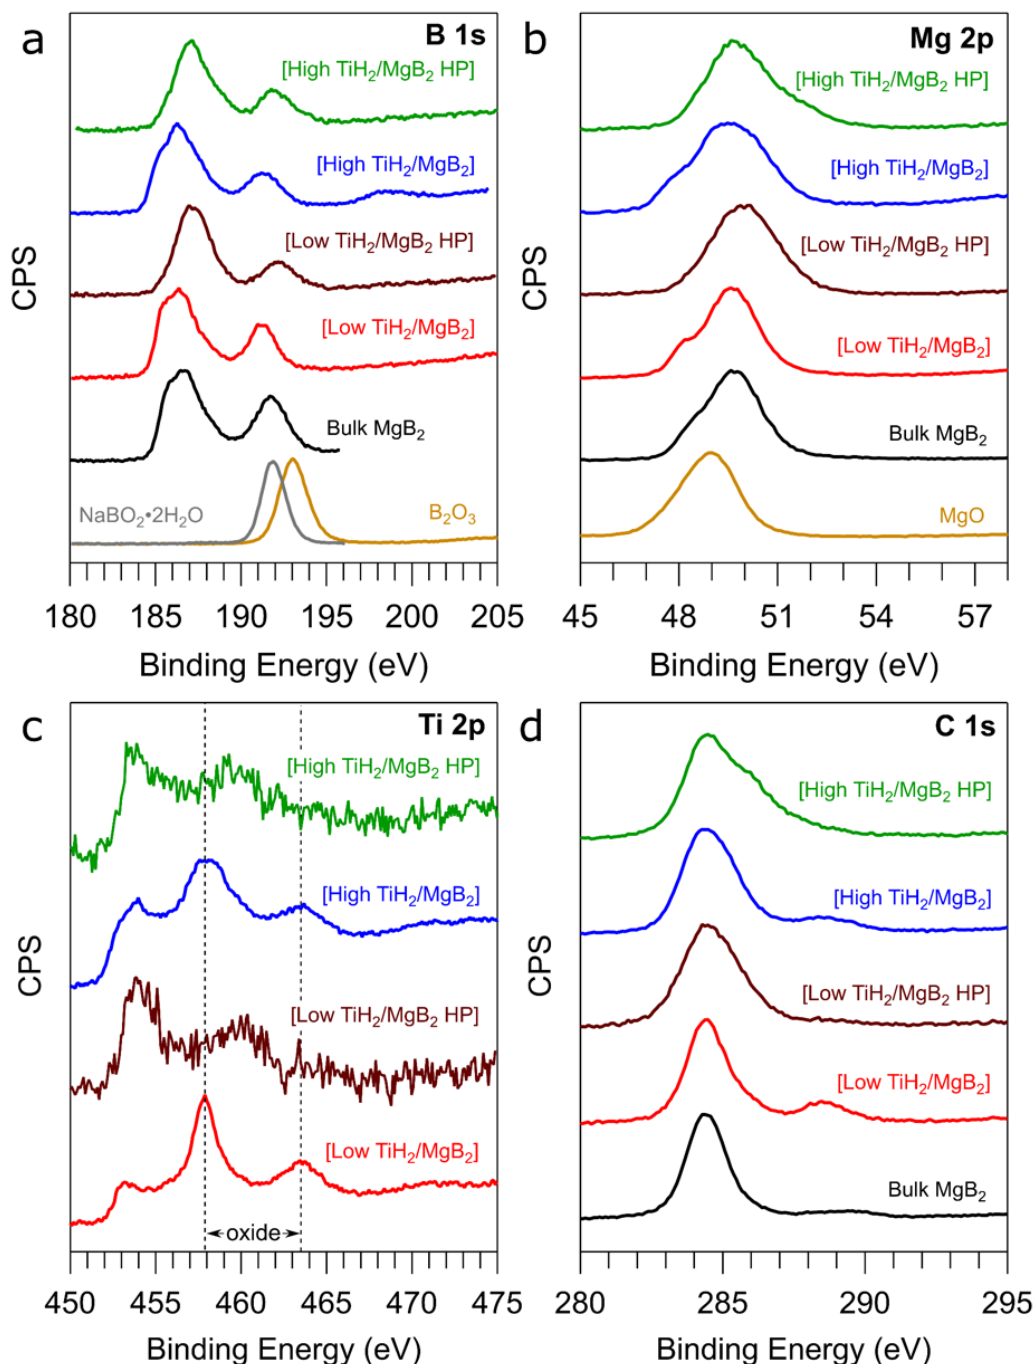 a
B 1s
[High TiH₂/MgB₂ HP]
[High TiH₂/MgB₂]
[Low TiH₂/MgB₂ HP]
[Low TiH₂/MgB₂]
Bulk MgB₂
NaBO₂•2H₂O
B₂O₃
CPS
180 185 190 195 200 205
Binding Energy (eV)
b
Mg 2p
[High TiH₂/MgB₂ HP]
[High TiH₂/MgB₂]
[Low TiH₂/MgB₂ HP]
[Low TiH₂/MgB₂]
Bulk MgB₂
MgO
CPS
45 48 51 54 57
Binding Energy (eV)
c
Ti 2p
[High TiH₂/MgB₂ HP]
[High TiH₂/MgB₂]
[Low TiH₂/MgB₂ HP]
[Low TiH₂/MgB₂]
oxide
CPS
450 455 460 465 470 475
Binding Energy (eV)
d
C 1s
[High TiH₂/MgB₂ HP]
[High TiH₂/MgB₂]
[Low TiH₂/MgB₂ HP]
[Low TiH₂/MgB₂]
Bulk MgB₂
CPS
280 285 290 295
Binding Energy (eV)